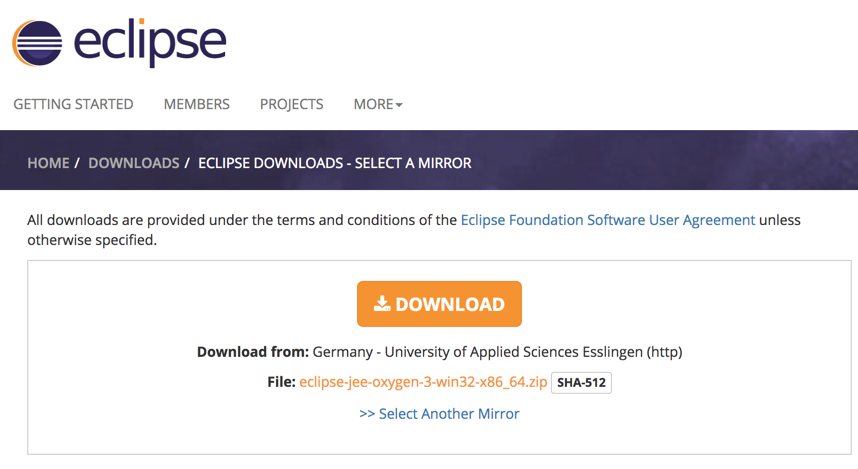 eclipse
GETTING STARTED MEMBERS PROJECTS MORE
HOME / DOWNLOADS / ECLIPSE DOWNLOADS - SELECT A MIRROR
All downloads are provided under the terms and conditions of the Eclipse Foundation Software User Agreement unless
otherwise specified.
DOWNLOAD
Download from: Germany - University of Applied Sciences Esslingen (http)
File: eclipse-jee-oxygen-3-win32-x86_64.zip SHA-512
>> Select Another Mirror